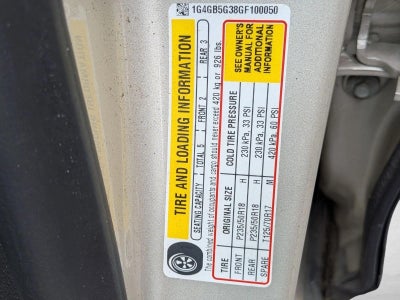 1G4GB5G38GF100050
TIRE AND LOADING INFORMATION
SEATING CAPACITY TOTAL 5 FRONT 2 REAR 3
The combined weight of occupants and cargo should never exceed 420 kg or 926 lbs.
TIRE ORIGINAL SIZE COLD TIRE PRESSURE
FRONT P235/50R18 H 230 kPa, 33 PSI
REAR P235/50R18 H 230 kPa, 33 PSI
SPARE T125/70R17 M 420 kPa, 60 PSI
SEE OWNER'S
MANUAL FOR
ADDITIONAL
INFORMATION